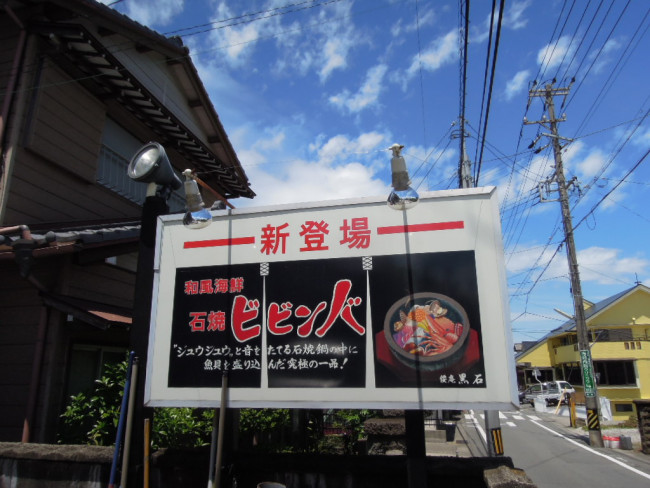 新登場
和風海鮮
石焼ビビンバ
"ジュウジュウ〟と音をたてる石焼鍋の中に
魚貝を盛り込んだ究極の一品!
黒石